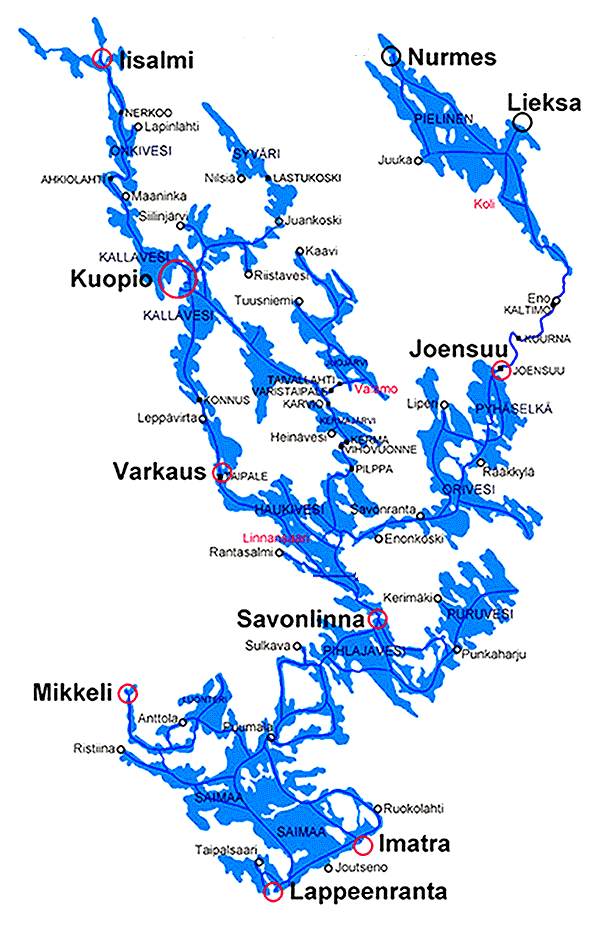 Iisalmi
Nurmes
Lieksa
NERKOO
Lapinlahti
PIELINEN
ONKIVESI
SYVÄRI
Juuka
AHKIOLAHTI
Nilsiä
LASTUKOSKI
Maaninka
Koli
Siilinjärvi
Juankoski
KALLAVESI
Kaavi
Kuopio
Riistavesi
Eno
Tuusniemi
KALTIMO
KALLAVESI
KUURNA
Joensuu
JUOJÄRVI
JOENSUU
TAIVALLAHTI
VARISTAIPALE
Valamo
KONNUS
KARVIO
Liperi
PYHÄSELKÄ
Leppävirta
KERMAJÄRVI
Heinävesi
KERMA
VIHOVUONNE
Varkaus
TAIPALE
PILPPA
Rääkkylä
ORIVESI
HAUKIVESI
Savonranta
Linnansaari
Enonkoski
Rantasalmi
Kerimäki
PURUVESI
Savonlinna
Sulkava
PIHLAJAVESI
Punkaharju
Mikkeli
LUONTERI
Anttola
Puumala
Ristiina
SAIMAA
Ruokolahti
SAIMAA
Imatra
Taipalsaari
Joutseno
Lappeenranta